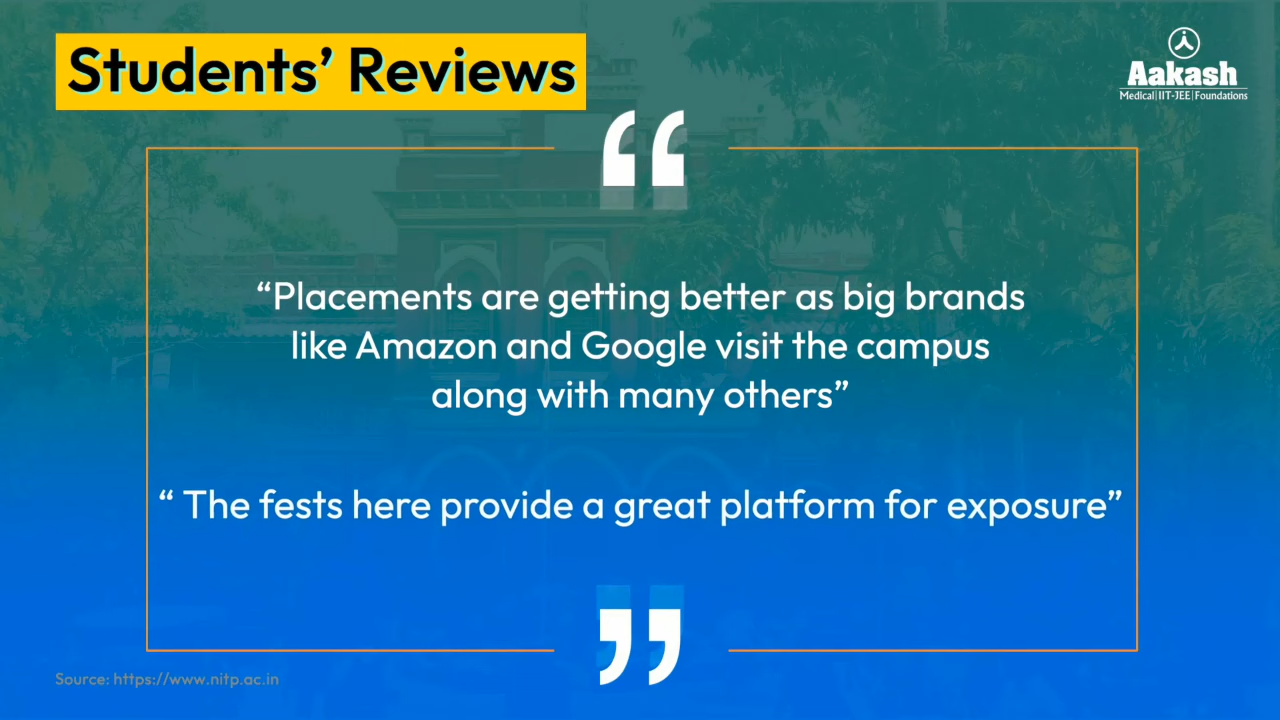 Students’ Reviews
Aakash
Medical|IIT-JEE|Foundations
“
“Placements are getting better as big brands
like Amazon and Google visit the campus
along with many others”
“ The fests here provide a great platform for exposure”
”
Source: https://www.nitp.ac.in